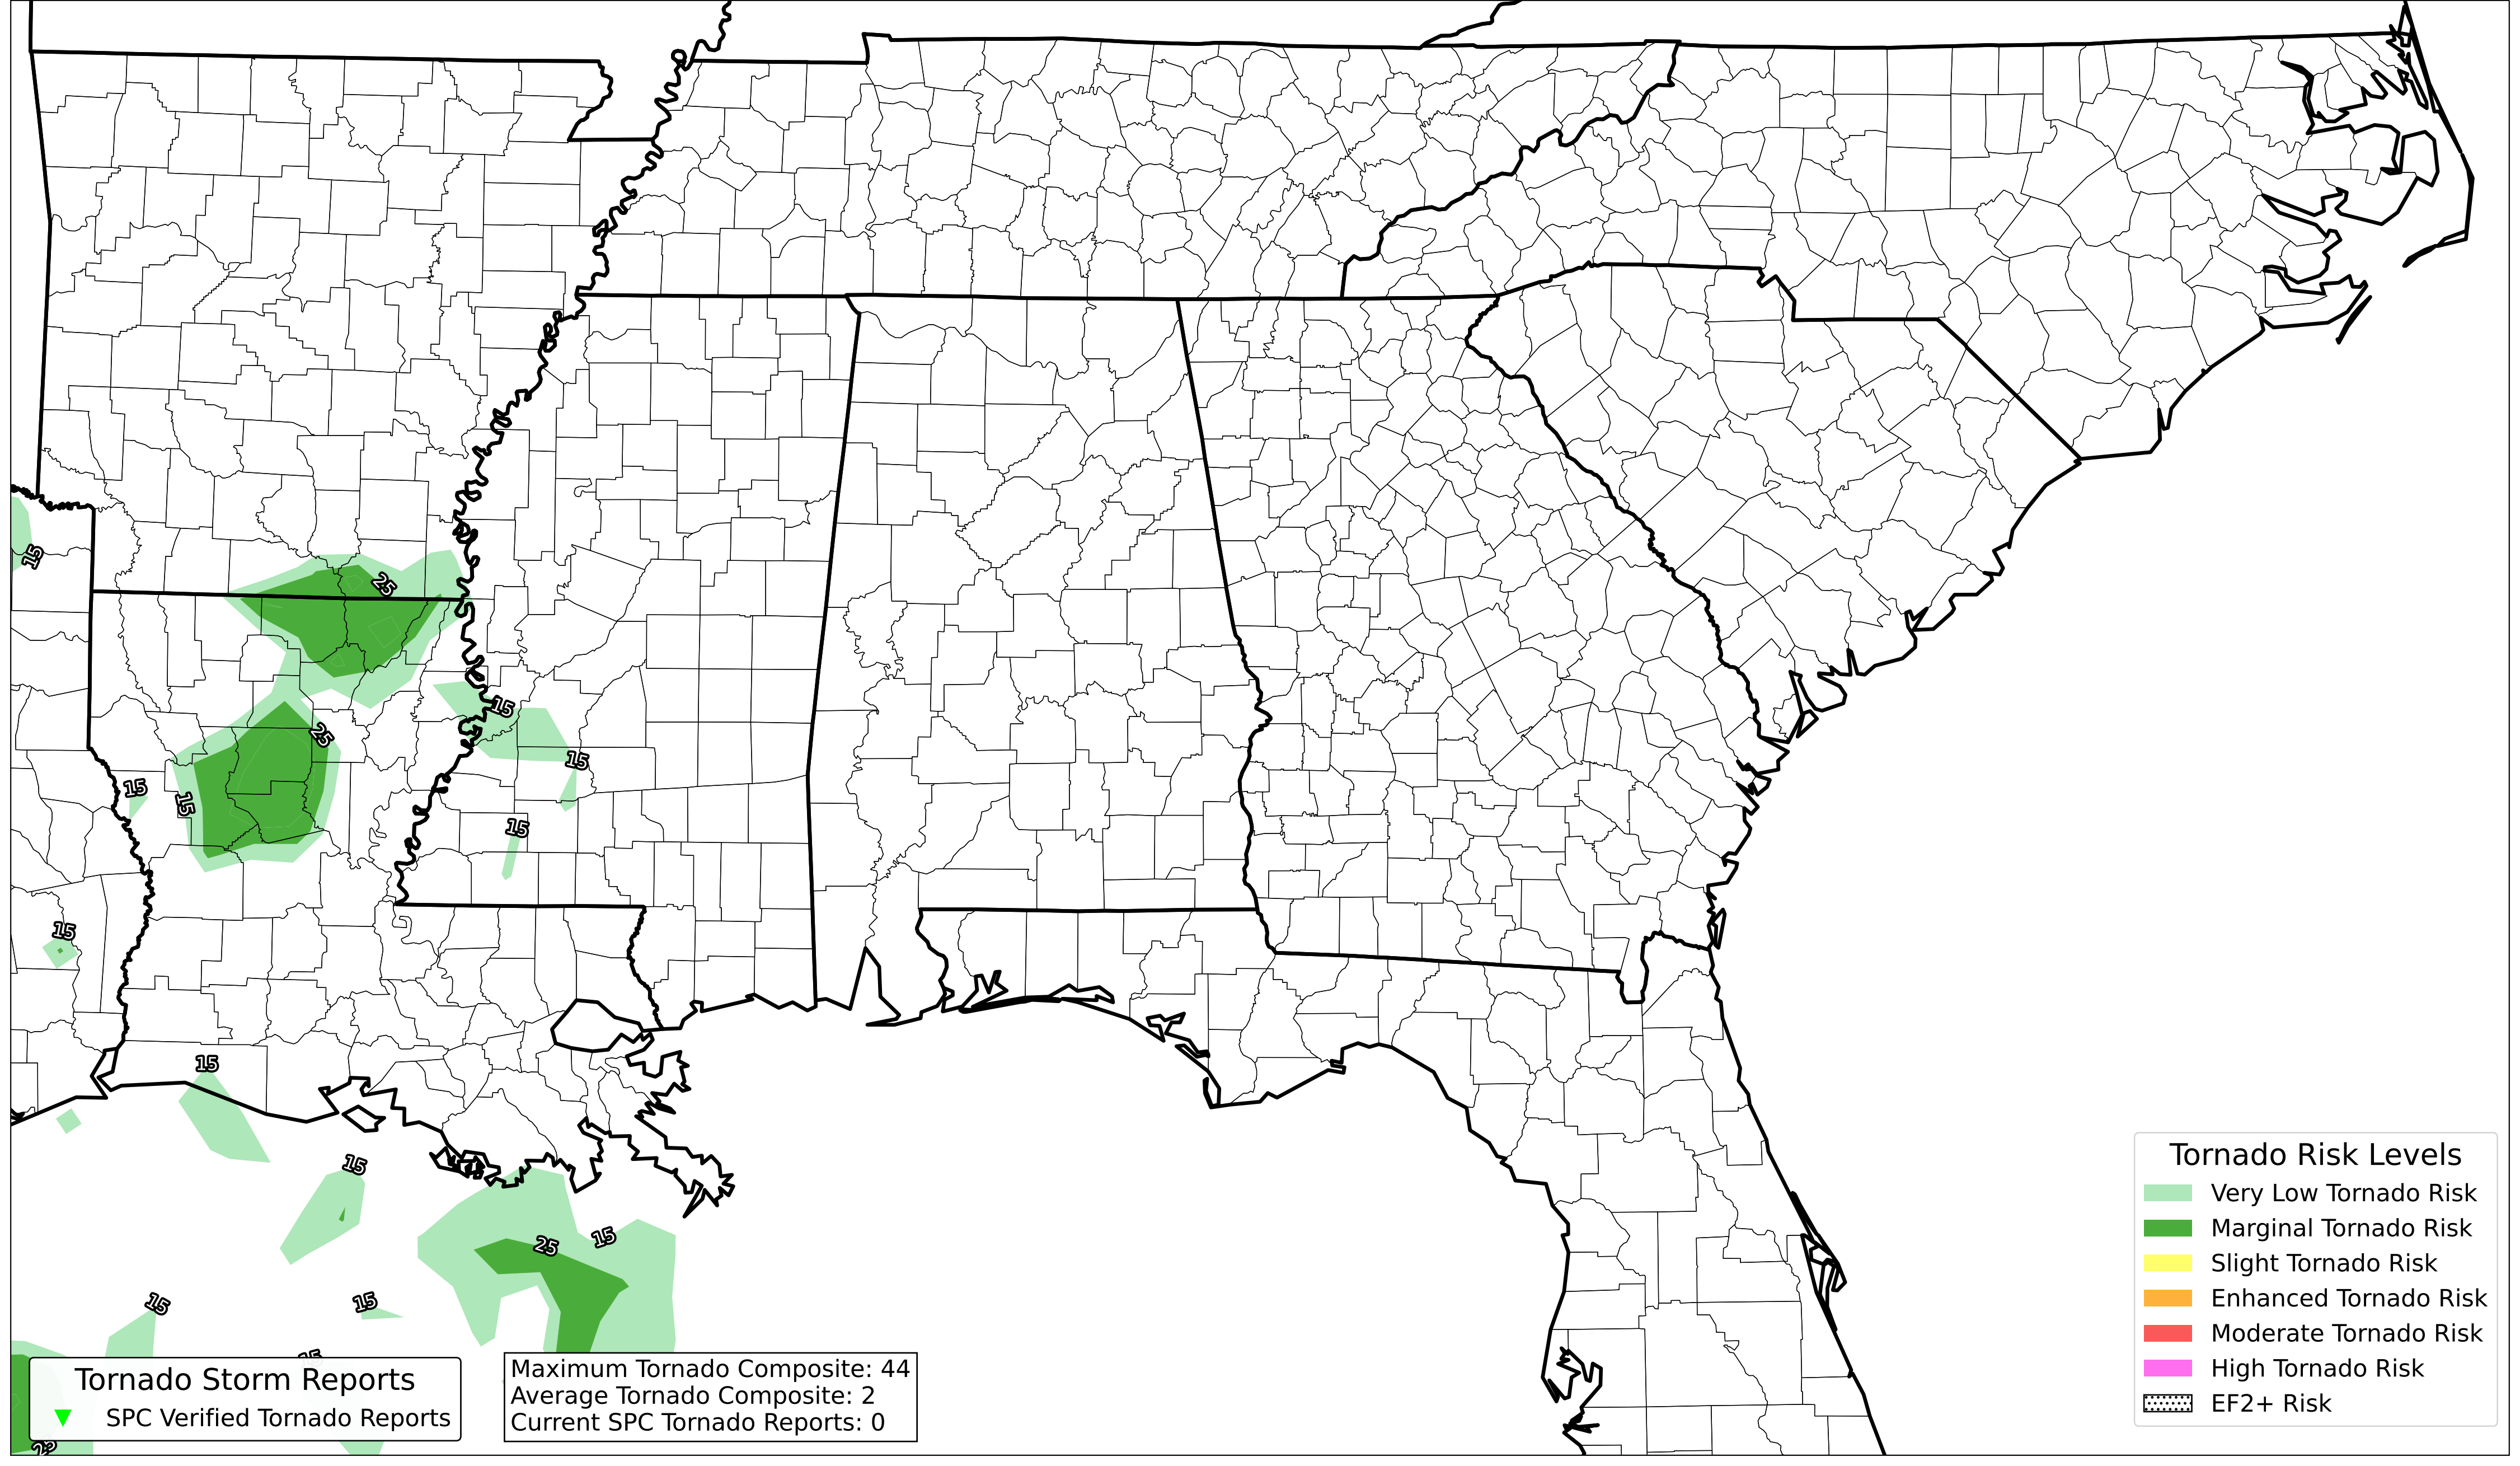 15
25
15
15
25
15
15
15
15
15
15
25
15
15
15
15
25
Tornado Risk Levels
Very Low Tornado Risk
Marginal Tornado Risk
Slight Tornado Risk
Enhanced Tornado Risk
Moderate Tornado Risk
High Tornado Risk
EF2+ Risk
Tornado Storm Reports
SPC Verified Tornado Reports
Maximum Tornado Composite: 44
Average Tornado Composite: 2
Current SPC Tornado Reports: 0